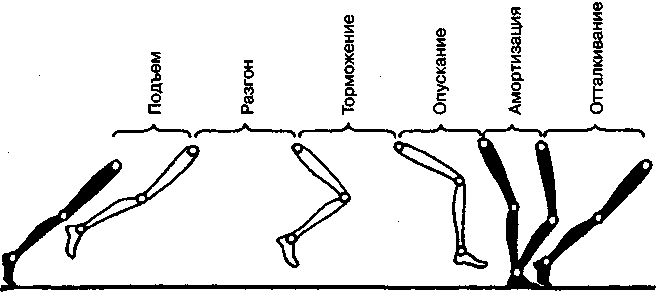 Подъем
Разгон
Торможение
Опускание
Амортизация
Отталкивание